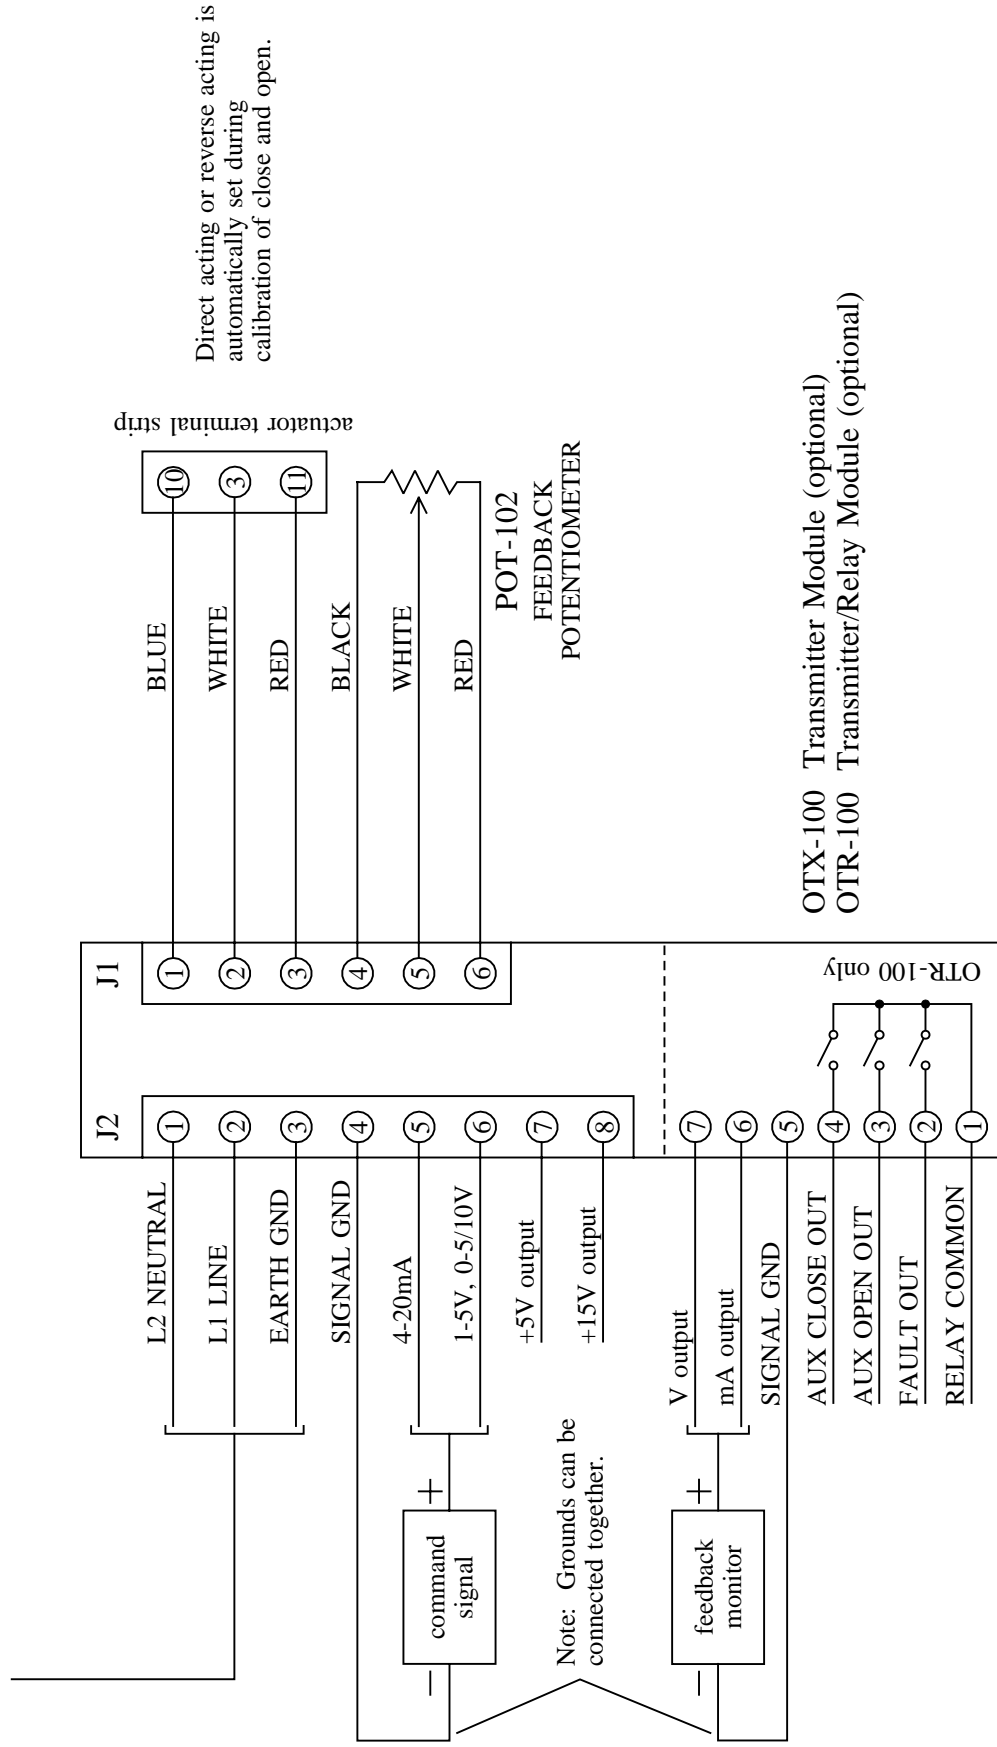 Direct acting or reverse acting is
automatically set during
calibration of close and open.
actuator terminal strip
10
3
11
BLUE
WHITE
RED
BLACK
WHITE
RED
POT-102
FEEDBACK
POTENTIOMETER
J1
1
2
3
4
5
6
J2
1
2
3
4
5
6
7
8
L2 NEUTRAL
L1 LINE
EARTH GND
SIGNAL GND
4-20mA
1-5V, 0-5/10V
+5V output
+15V output
+
command
signal
−
Note: Grounds can be
connected together.
OTX-100 Transmitter Module (optional)
OTR-100 Transmitter/Relay Module (optional)
OTR-100 only
7
6
5
4
3
2
1
V output
mA output
SIGNAL GND
AUX CLOSE OUT
AUX OPEN OUT
FAULT OUT
RELAY COMMON
+
feedback
monitor
−